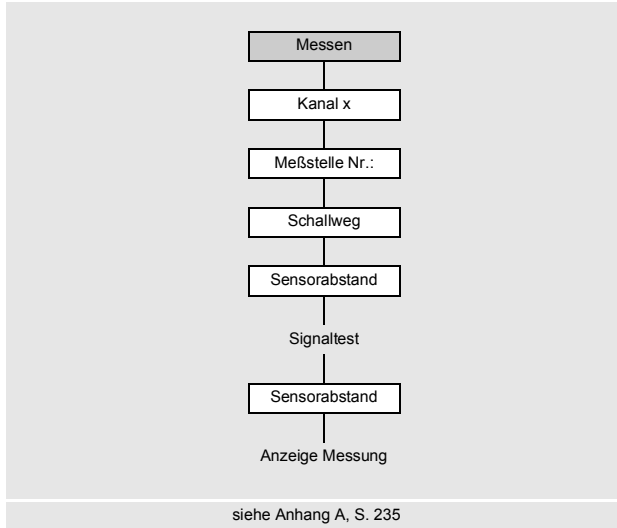 Messen
Kanal x
Meßstelle Nr.:
Schallweg
Sensorabstand
Signaltest
Sensorabstand
Anzeige Messung
siehe Anhang A, S. 235